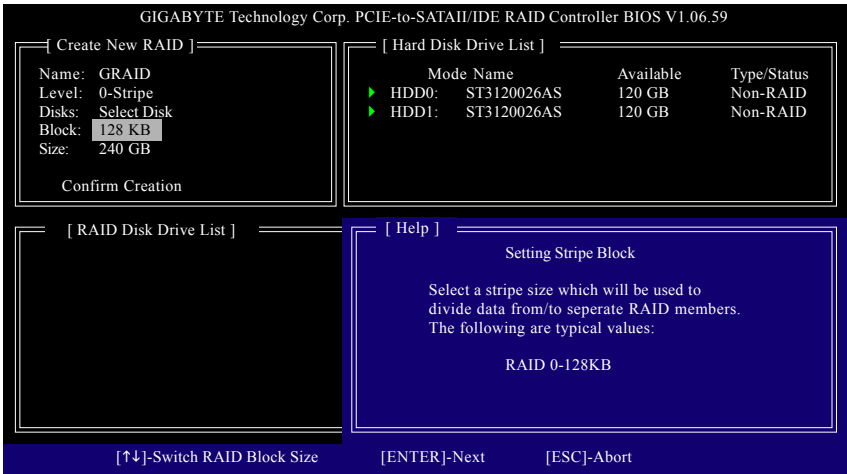 GIGABYTE Technology Corp. PCIE-to-SATAII/IDE RAID Controller BIOS V1.06.59
[ Create New RAID ]
Name: GRAID
Level: 0-Stripe
Disks: Select Disk
Block: 128 KB
Size: 240 GB
Confirm Creation
[ Hard Disk Drive List ]
Mode Name Available Type/Status
HDD0: ST3120026AS 120 GB Non-RAID
HDD1: ST3120026AS 120 GB Non-RAID
[ RAID Disk Drive List ]
[ Help ]
Setting Stripe Block
Select a stripe size which will be used to
divide data from/to seperate RAID members.
The following are typical values:
RAID 0-128KB
[↑↓]-Switch RAID Block Size [ENTER]-Next [ESC]-Abort